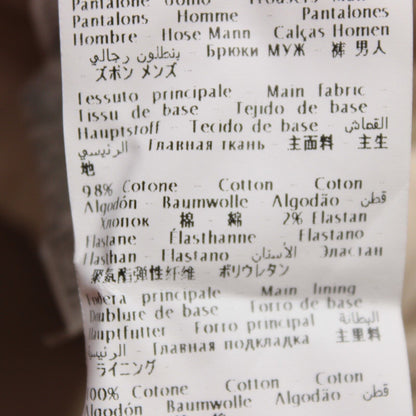 Pantalons Homme - Pantalones
Hombre - Hose Mann - Calças Homen
بنطلون رجالي - Брюки МУЖ - 裤 男人
- ズボン メンズ -
Tessuto principale - Main fabric
Tissu de base - Tejido de base -
Hauptstoff - Tecido de base - القماش
الرئيسي - Главная ткань - 主面料 - 主生
地
98% Cotone - Cotton - Coton -
Algodón - Baumwolle - Algodão - قطن
- Хлопок - 棉 - 綿 2% Elastan
Elastane - Élasthanne - Elastano
Elasthan - Elastano - الأستان - Эластан
聚氨酯弹性纤维 - ポリウレタン
Fodera principale - Main lining
Doublure de base - Forro de base -
Hauptfutter - Forro principal - البطانة
الرئيسية - Главная подкладка - 主里料
- ライニング
100% Cotone - Cotton - Coton
Algodón - Baumwolle - Algodão - قطن